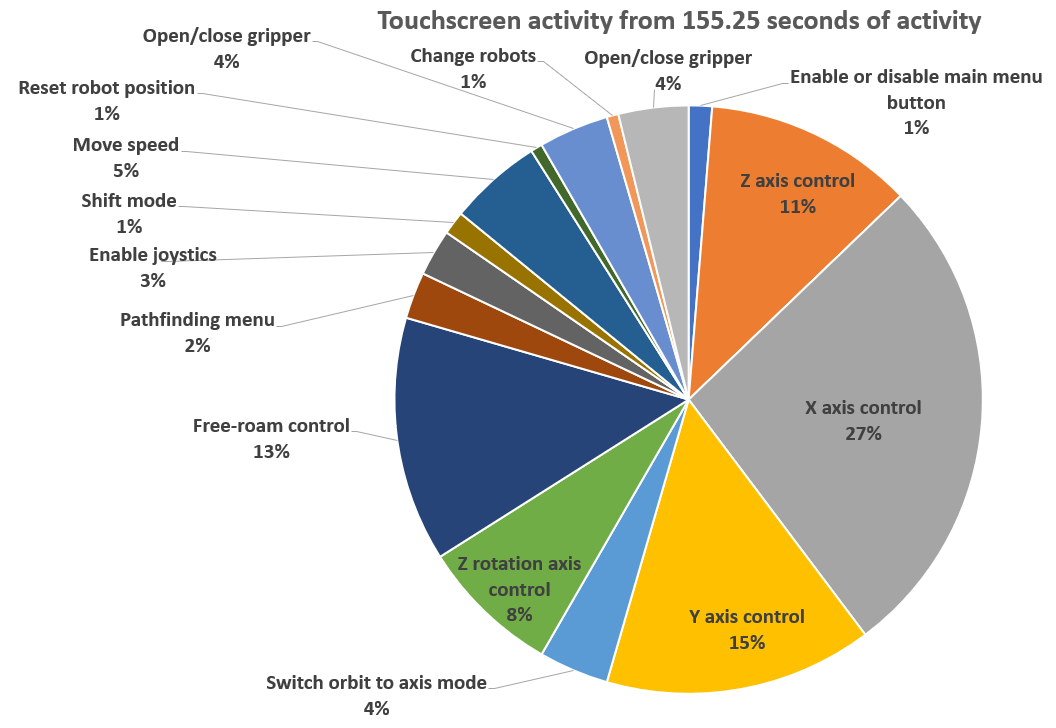 Touchscreen activity from 155.25 seconds of activity
Open/close gripper
4%
Change robots
1%
Open/close gripper
4%
Enable or disable main menu
button
1%
Reset robot position
1%
Move speed
5%
Z axis control
11%
Shift mode
1%
Enable joystics
3%
Pathfinding menu
2%
X axis control
27%
Free-roam control
13%
Z rotation axis
control
8%
Y axis control
15%
Switch orbit to axis mode
4%